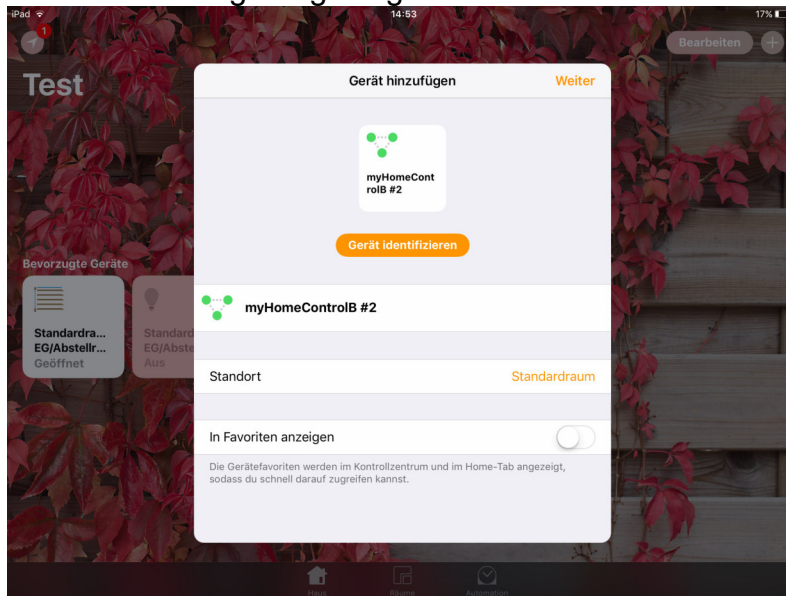 iPad
14:53
17%
1
Bearbeiten
Test
Gerät hinzufügen
Weiter
myHomeCont
rolB #2
Gerät identifizieren
Bevorzugte Geräte
myHomeControlB #2
Standardra...
EG/Abstellr...
Geöffnet
Standard
EG/Abste
Aus
Standort
Standardraum
In Favoriten anzeigen
Die Gerätefavoriten werden im Kontrollzentrum und im Home-Tab angezeigt,
sodass du schnell darauf zugreifen kannst.
Haus
Räume
Automation